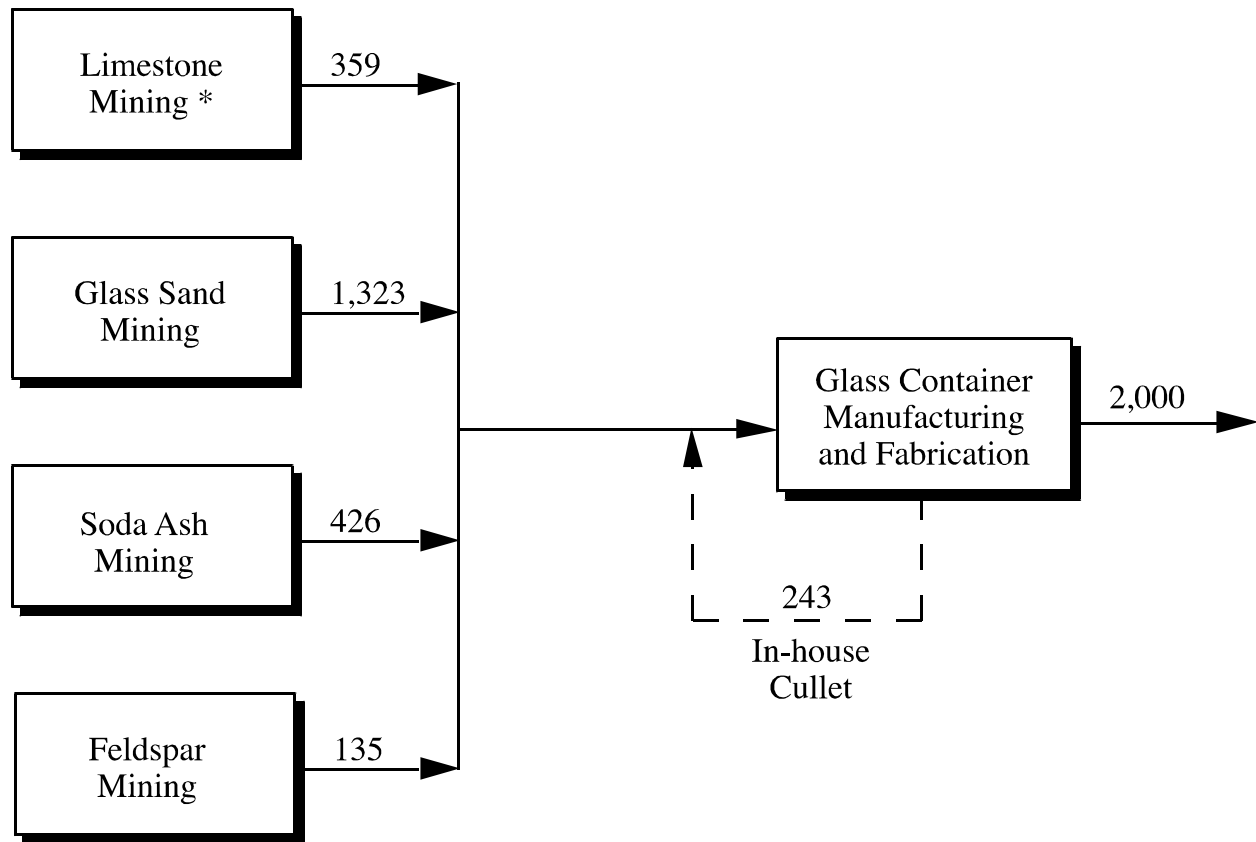 Limestone
Mining *
359
Glass Sand
Mining
1,323
Soda Ash
Mining
426
Feldspar
Mining
135
Glass Container
Manufacturing
and Fabrication
2,000
243
In-house
Cullet